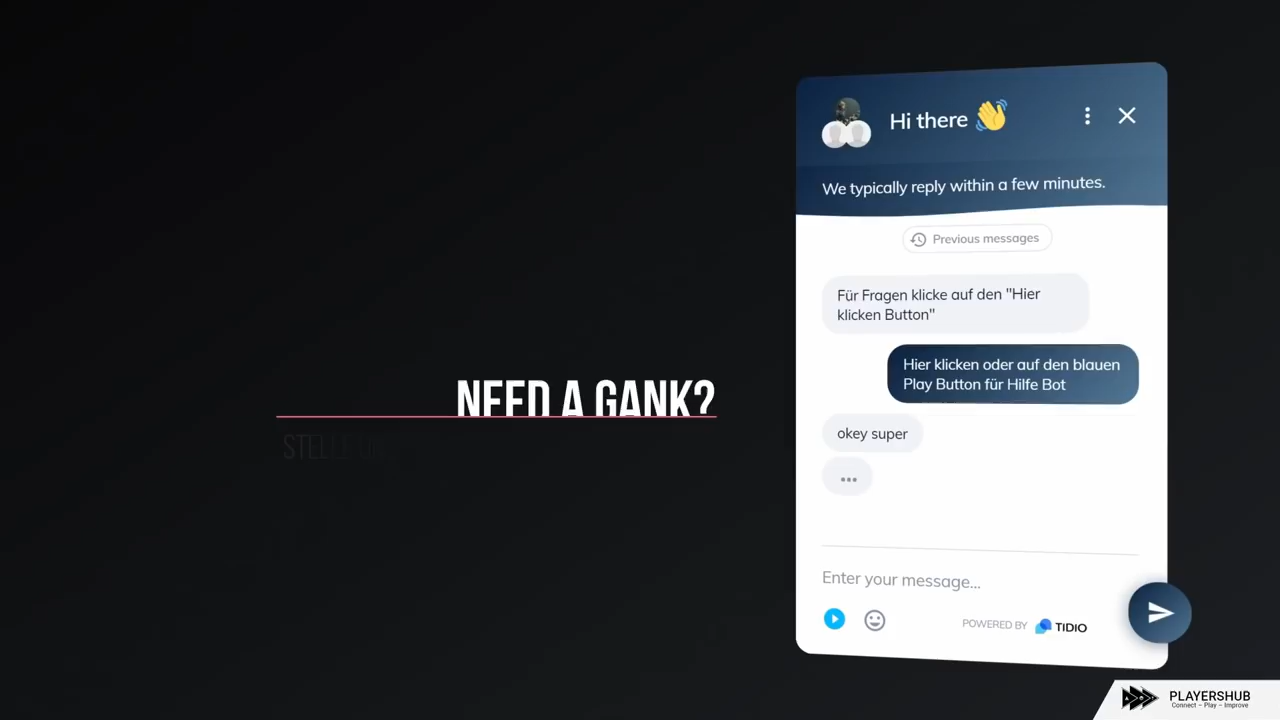 Hi there
We typically reply within a few minutes.
Previous messages
Für Fragen klicke auf den "Hier
klicken Button"
Hier klicken oder auf den blauen
Play Button für Hilfe Bot
okey super
NEED A GANK?
STELLE
Enter your message...
POWERED BY TIDIO
PLAYERSHUB
Connect – Play – Improve